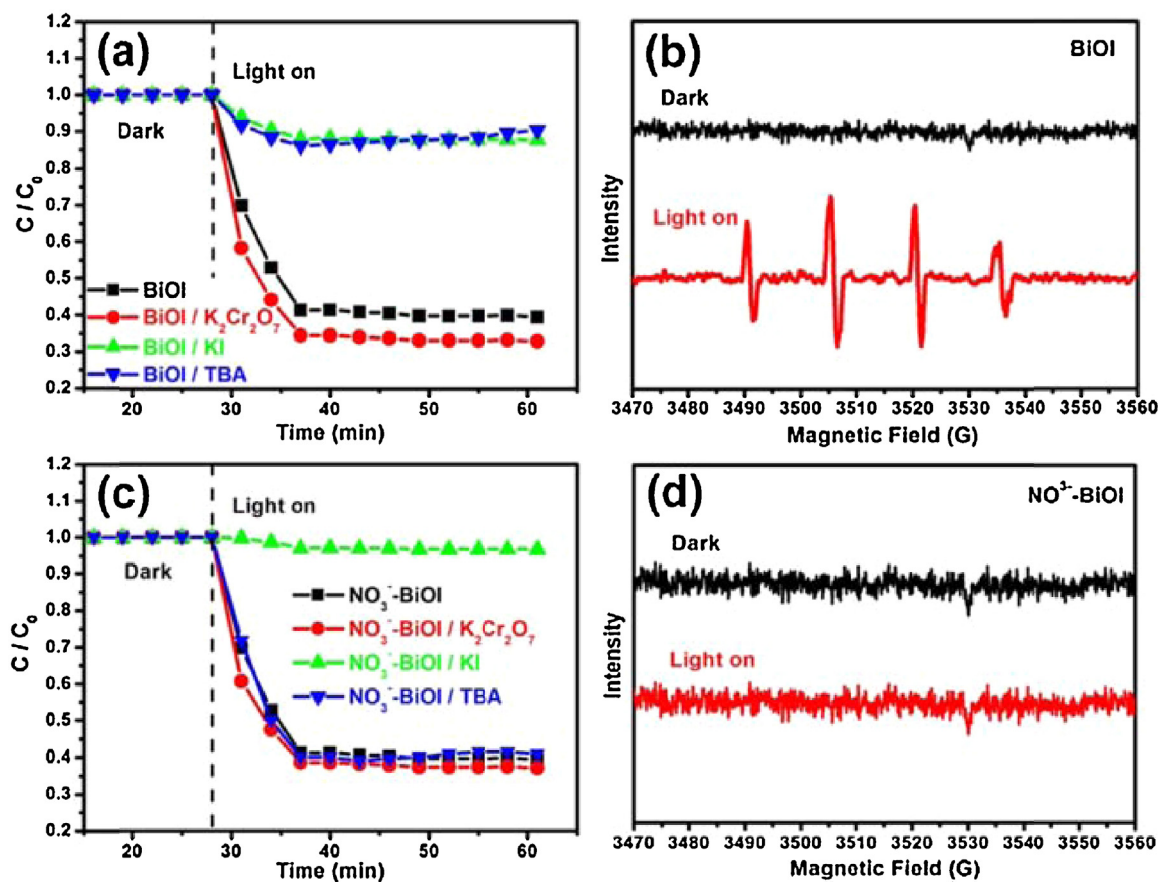 (a)
Light on
Dark
BiOI
BiOI / K₂Cr₂O₇
BiOI / KI
BiOI / TBA
C / C₀
1.2
1.1
1.0
0.9
0.8
0.7
0.6
0.5
0.4
0.3
0.2
20 30 40 50 60
Time (min)
(b)
BiOI
Dark
Light on
Intensity
3470 3480 3490 3500 3510 3520 3530 3540 3550 3560
Magnetic Field (G)
(c)
Light on
Dark
NO₃⁻-BiOI
NO₃⁻-BiOI / K₂Cr₂O₇
NO₃⁻-BiOI / KI
NO₃⁻-BiOI / TBA
C / C₀
1.2
1.1
1.0
0.9
0.8
0.7
0.6
0.5
0.4
0.3
0.2
20 30 40 50 60
Time (min)
(d)
NO³⁻-BiOI
Dark
Light on
Intensity
3470 3480 3490 3500 3510 3520 3530 3540 3550 3560
Magnetic Field (G)